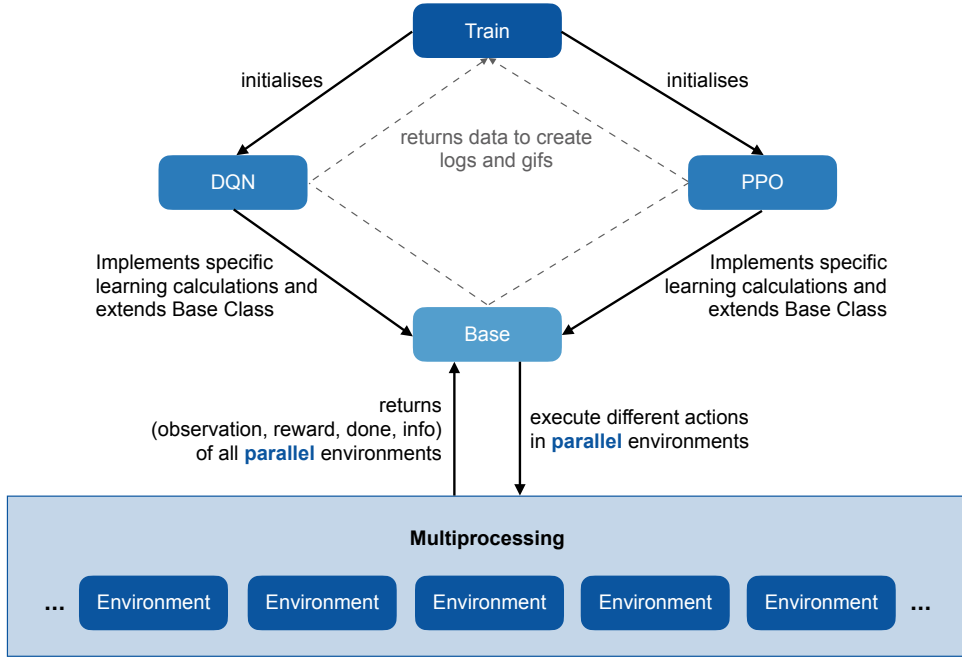 Train
initialises
initialises
returns data to create
logs and gifs
DQN
PPO
Implements specific
learning calculations and
extends Base Class
Implements specific
learning calculations and
extends Base Class
Base
returns
(observation, reward, done, info)
of all parallel environments
execute different actions
in parallel environments
Multiprocessing
... Environment Environment Environment Environment Environment ...